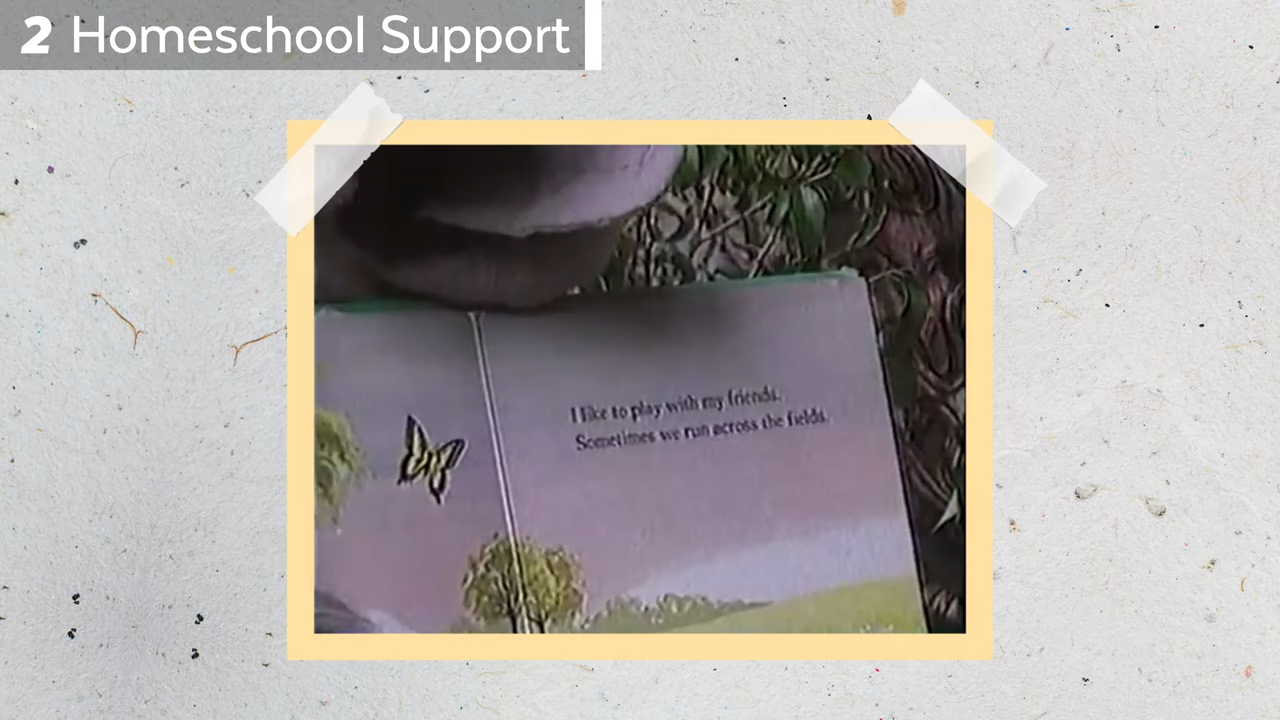 2 Homeschool Support
I like to play with my friends.
Sometimes we run across the fields.